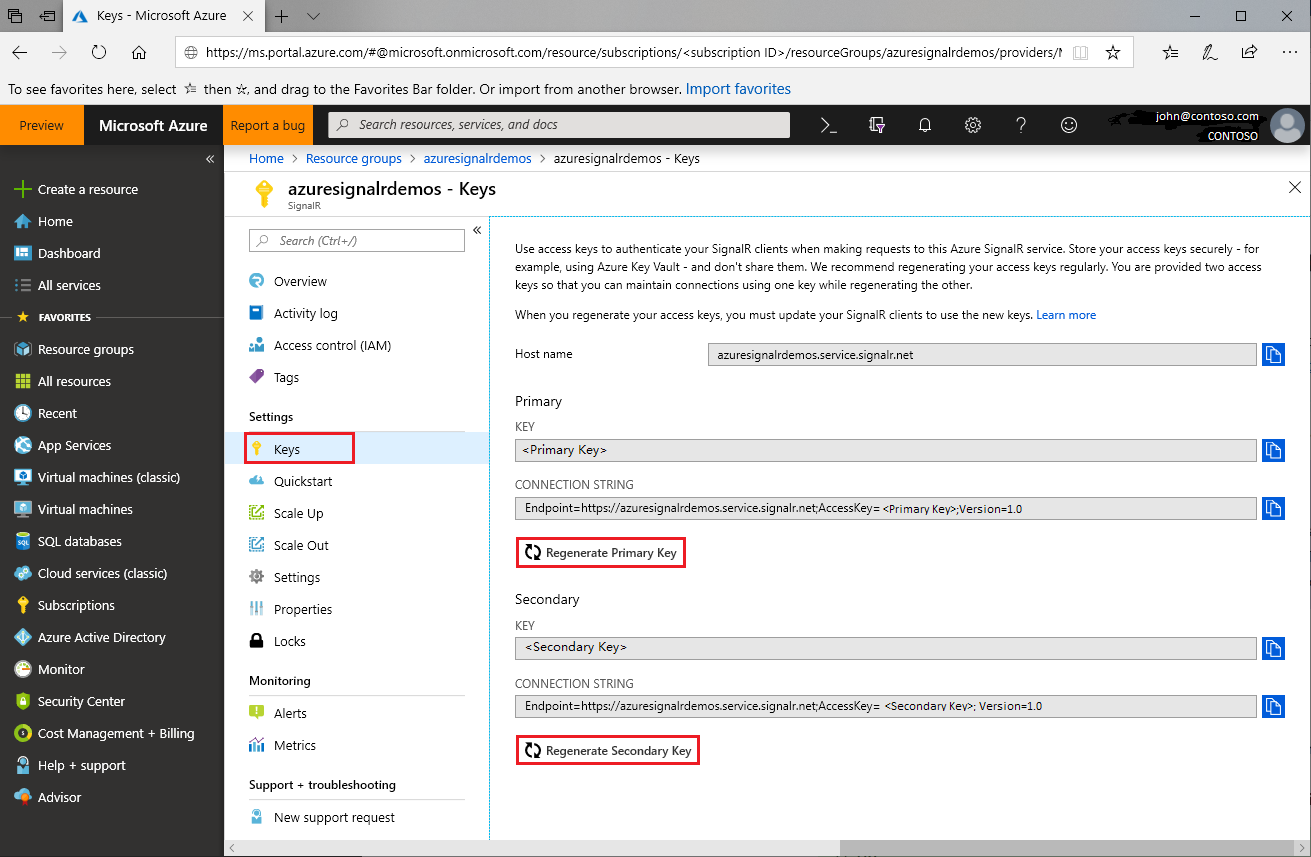 Keys - Microsoft Azure
https://ms.portal.azure.com/#@microsoft.onmicrosoft.com/resource/subscriptions/<subscription ID>/resourceGroups/azuresignalrdemo/providers/M
To see favorites here, select then , and drag to the Favorites Bar folder. Or import from another browser. Import favorites
Preview
Microsoft Azure
Report a bug
Search resources, services, and docs
john@contoso.com
CONTOSO
Create a resource
Home
Dashboard
All services
FAVORITES
Resource groups
All resources
Recent
App Services
Virtual machines (classic)
Virtual machines
SQL databases
Cloud services (classic)
Subscriptions
Azure Active Directory
Monitor
Security Center
Cost Management + Billing
Help + support
Advisor
Home > Resource groups > azuresignalrdemos > azuresignalrdemos - Keys
azuresignalrdemos - Keys
SignalR
Search (Ctrl+/)
Overview
Activity log
Access control (IAM)
Tags
Settings
Keys
Quickstart
Scale Up
Scale Out
Settings
Properties
Locks
Monitoring
Alerts
Metrics
Support + troubleshooting
New support request
Use access keys to authenticate your SignalR clients when making requests to this Azure SignalR service. Store your access keys securely - for
example, using Azure Key Vault - and don't share them. We recommend regenerating your access keys regularly. You are provided two access
keys so that you can maintain connections using one key while regenerating the other.
When you regenerate your access keys, you must update your SignalR clients to use the new keys. Learn more
Host name
azuresignalrdemos.service.signalr.net
Primary
KEY
<Primary Key>
CONNECTION STRING
Endpoint=https://azuresignalrdemos.service.signalr.net;AccessKey= <Primary Key>;Version=1.0
Regenerate Primary Key
Secondary
KEY
<Secondary Key>
CONNECTION STRING
Endpoint=https://azuresignalrdemos.service.signalr.net;AccessKey= <Secondary Key>; Version=1.0
Regenerate Secondary Key